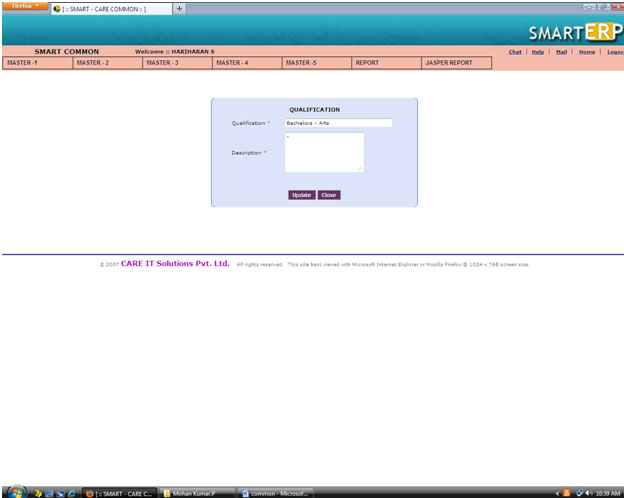 Firefox
[ :: SMART - CARE COMMON :: ]
+
SMARTERP
SMART COMMON Welcome :: HARIHARAN S Chat | Help | Mail | Home | Logou
MASTER -1 MASTER - 2 MASTER - 3 MASTER - 4 MASTER -5 REPORT JASPER REPORT
QUALIFICATION
Qualification * Bachelors - Arts
Description * -
Update Close
© 2007 CARE IT Solutions Pvt. Ltd. All rights reserved. This site best viewed with Microsoft Internet Explorer or Mozilla Firefox @ 1024 x 768 screen size.
[ :: SMART - CARE C... Mohan Kumar.P common - Microsof... 10:39 AM